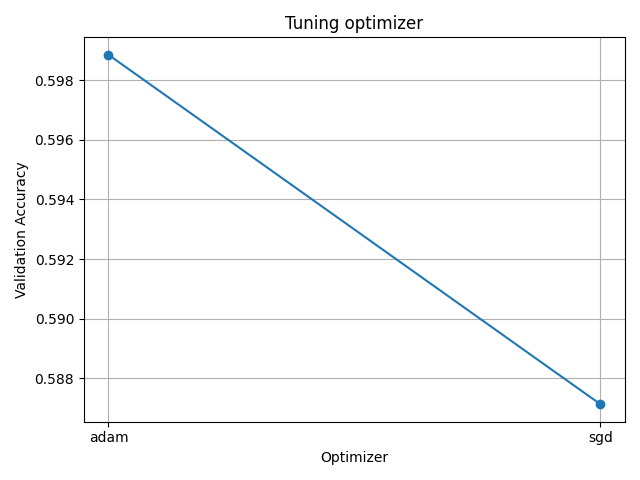 Tuning optimizer
Validation Accuracy
0.598
0.596
0.594
0.592
0.590
0.588
adam
sgd
Optimizer